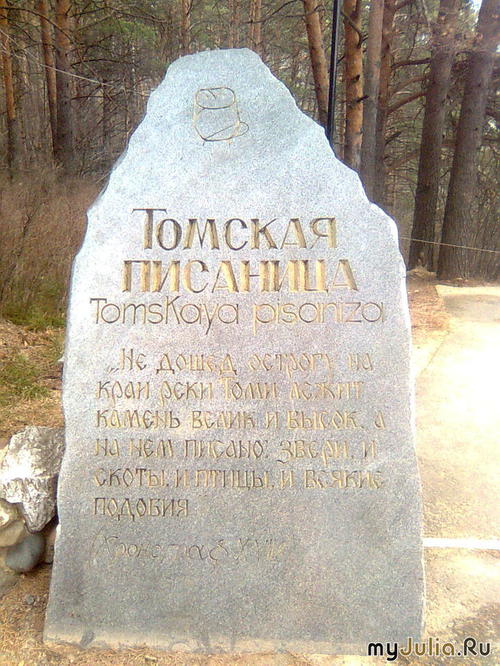 Томская
писаница
Tomskaya pisaniza
„Не дошед острогу на
краи реки Томи лежит
камень велик и высок, а
на нем писано: звери, и
скоты, и птицы, и всякие
подобия
myJulia.Ru